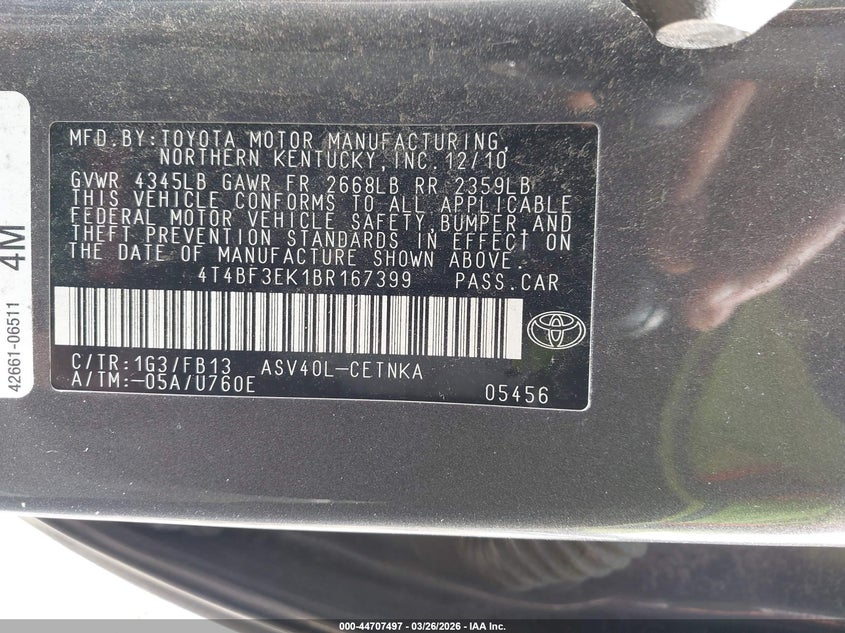 MFD.BY:TOYOTA MOTOR MANUFACTURING,
NORTHERN KENTUCKY,INC.12/10
GVWR 4345LB GAWR FR 2668LB RR 2359LB
THIS VEHICLE CONFORMS TO ALL APPLICABLE
FEDERAL MOTOR VEHICLE SAFETY,BUMPER,AND
THEFT PREVENTION STANDARDS IN EFFECT ON
THE DATE OF MANUFACTURE SHOWN ABOVE.
4T4BF3EK1BR167399 PASS.CAR
C/TR:1G3/FB13 ASV40L-CETNKA
A/TM:-05A/U760E 05456
4M
42661-06511
000-44707497 - 03/26/2026 - IAA Inc.